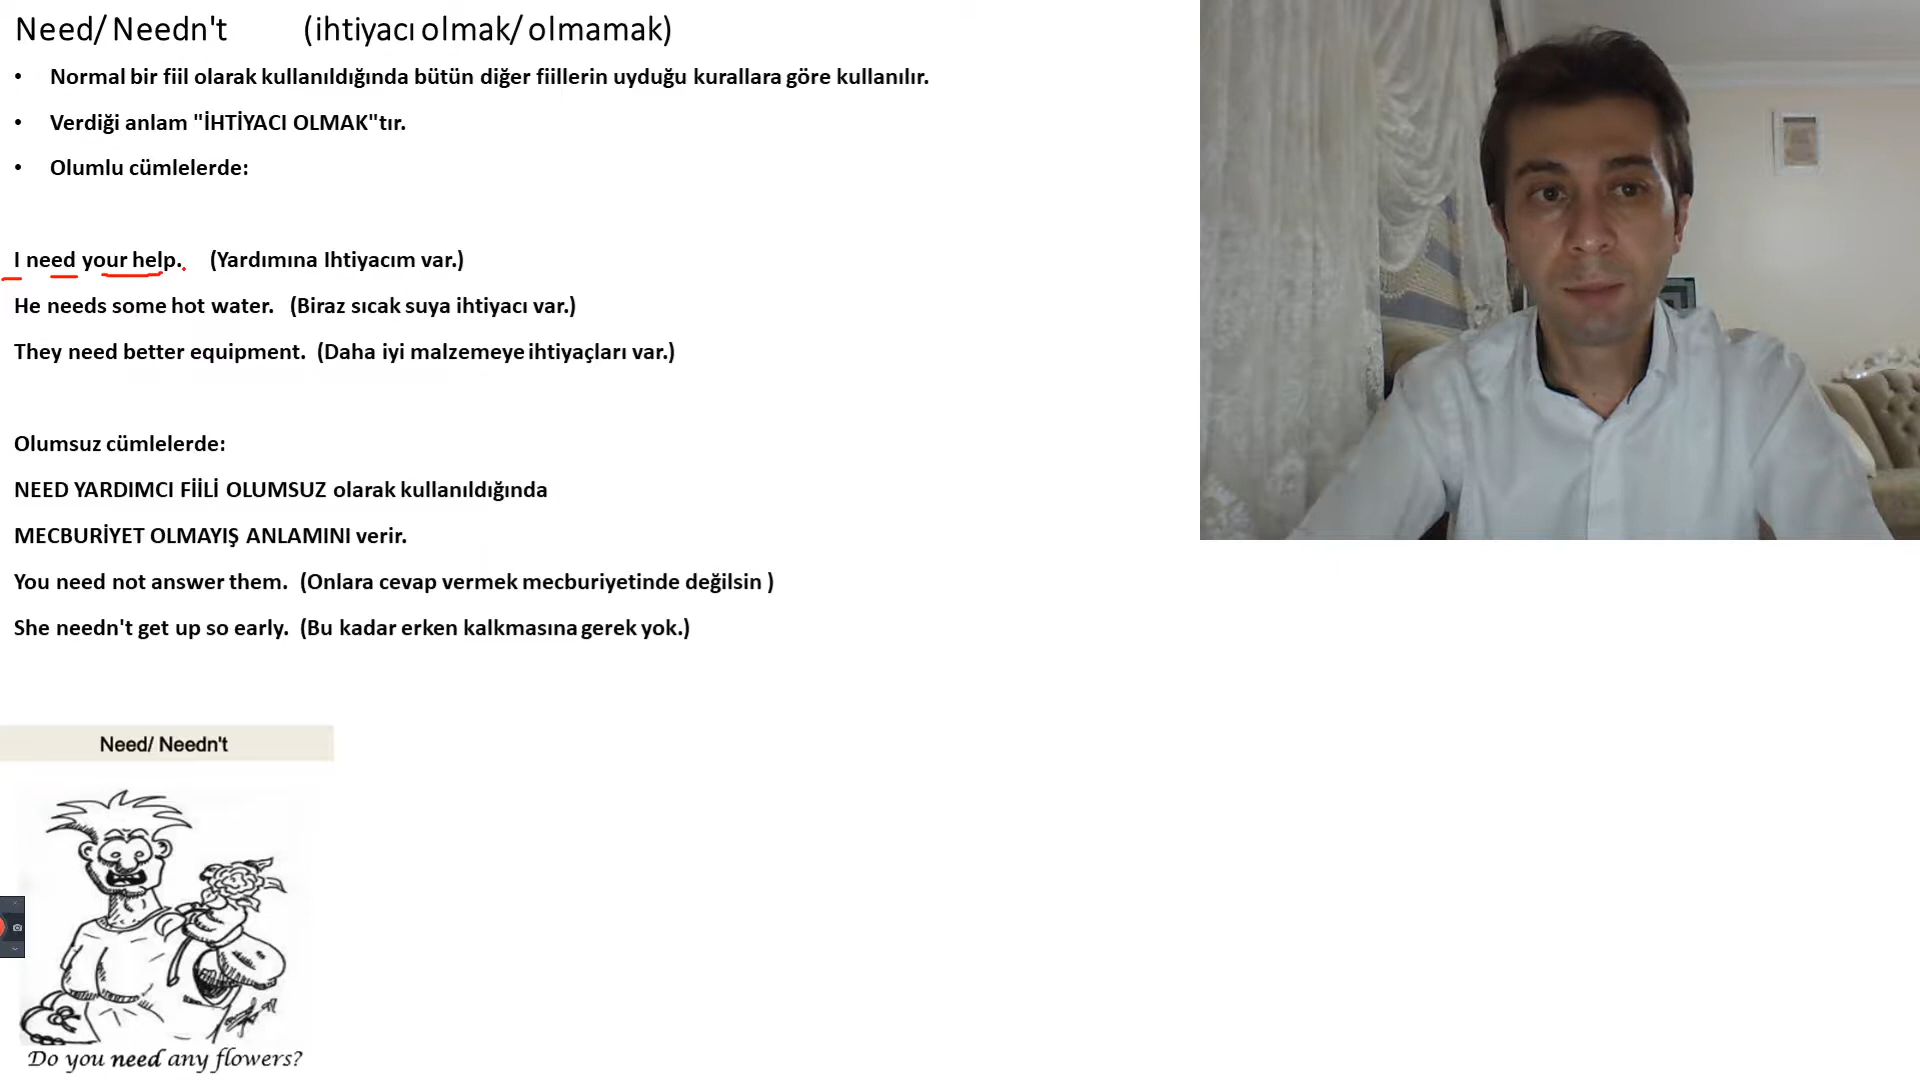 Need/ Needn't (ihtiyacı olmak/ olmamak)
• Normal bir fiil olarak kullanıldığında bütün diğer fiillerin uyduğu kurallara göre kullanılır.
• Verdiği anlam "İHTİYACI OLMAK"tır.
• Olumlu cümlelerde:
I need your help. (Yardımına Ihtiyacım var.)
He needs some hot water. (Biraz sıcak suya ihtiyacı var.)
They need better equipment. (Daha iyi malzemeye ihtiyaçları var.)
Olumsuz cümlelerde:
NEED YARDIMCI FİİLİ OLUMSUZ olarak kullanıldığında
MECBURİYET OLMAYIŞ ANLAMINI verir.
You need not answer them. (Onlara cevap vermek mecburiyetinde değilsin )
She needn't get up so early. (Bu kadar erken kalkmasına gerek yok.)
Need/ Needn't
Do you need any flowers?